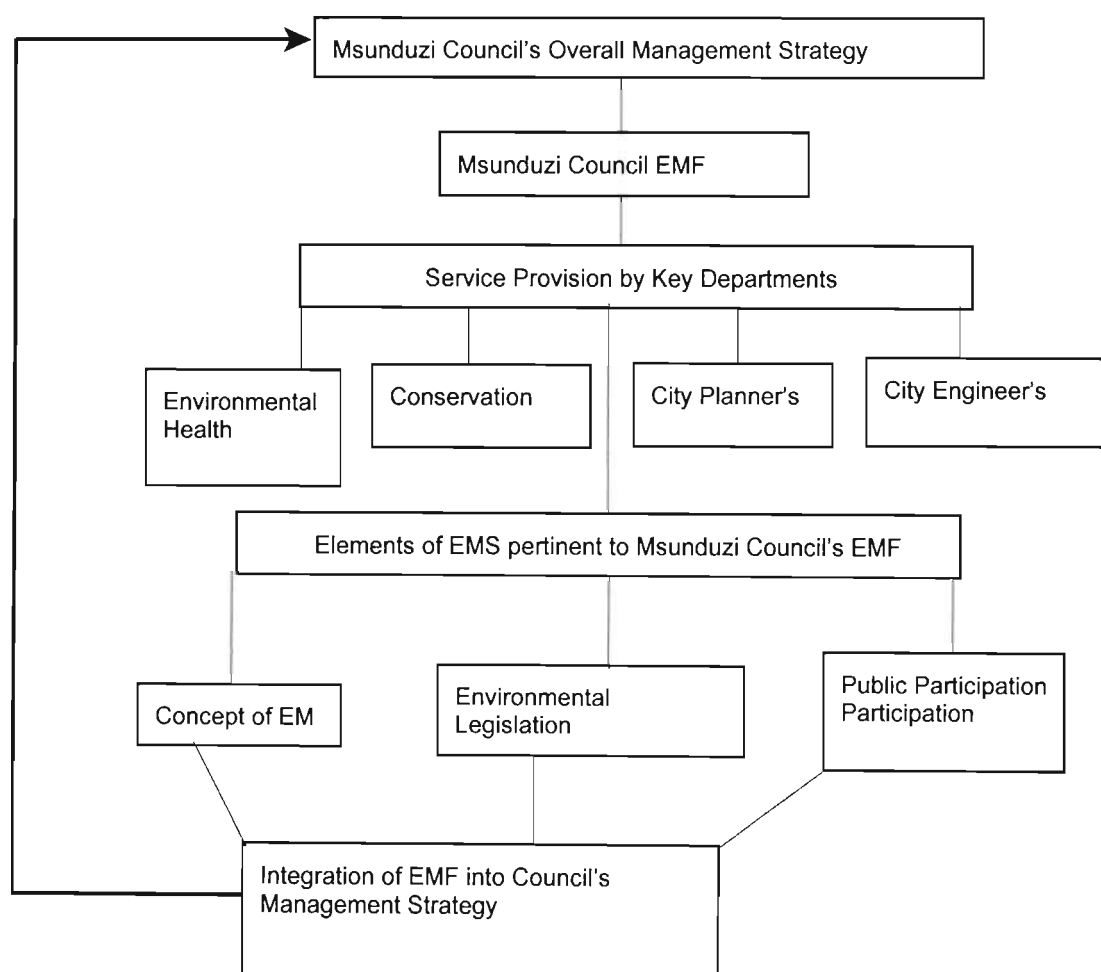 Msunduzi Council's Overall Management Strategy
Msunduzi Council EMF
Service Provision by Key Departments
Environmental
Health
Conservation
City Planner's
City Engineer's
Elements of EMS pertinent to Msunduzi Council's EMF
Concept of EM
Environmental
Legislation
Public Participation
Participation
Integration of EMF into Council's
Management Strategy